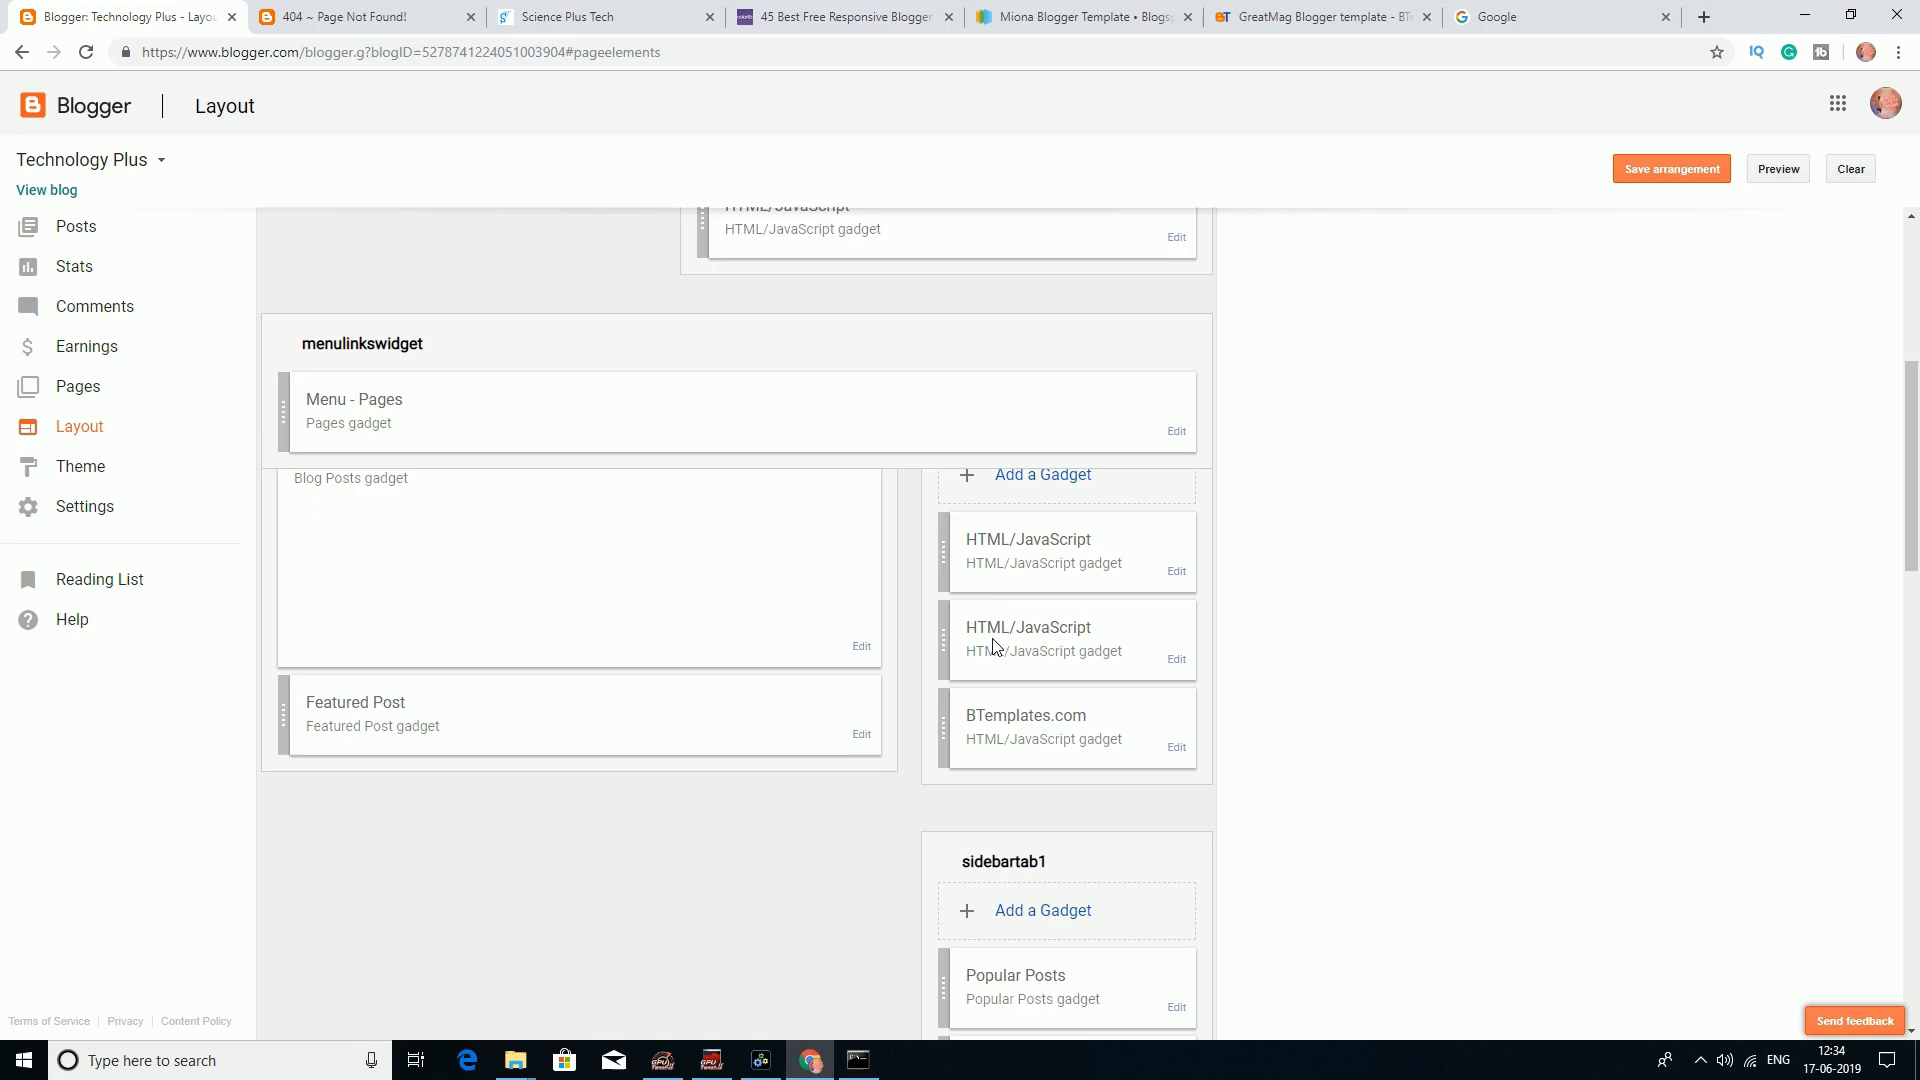 Blogger: Technology Plus - Layou
404 ~ Page Not Found!
Science Plus Tech
45 Best Free Responsive Blogger
Miona Blogger Template • Blogsp
GreatMag Blogger template - BTe
Google
https://www.blogger.com/blogger.g?blogID=5278741224051003904#pageelements
Blogger | Layout
Technology Plus
View blog
Save arrangement
Preview
Clear
Posts
Stats
Comments
Earnings
Pages
Layout
Theme
Settings
Reading List
Help
Terms of Service | Privacy | Content Policy
HTML/JavaScript
HTML/JavaScript gadget
Edit
menulinkswidget
Menu - Pages
Pages gadget
Edit
Blog Posts gadget
Edit
Featured Post
Featured Post gadget
Edit
Add a Gadget
HTML/JavaScript
HTML/JavaScript gadget
Edit
HTML/JavaScript
HTML/JavaScript gadget
Edit
BTemplates.com
HTML/JavaScript gadget
Edit
sidebartab1
Add a Gadget
Popular Posts
Popular Posts gadget
Edit
Send feedback
Type here to search
ENG
12:34
17-06-2019